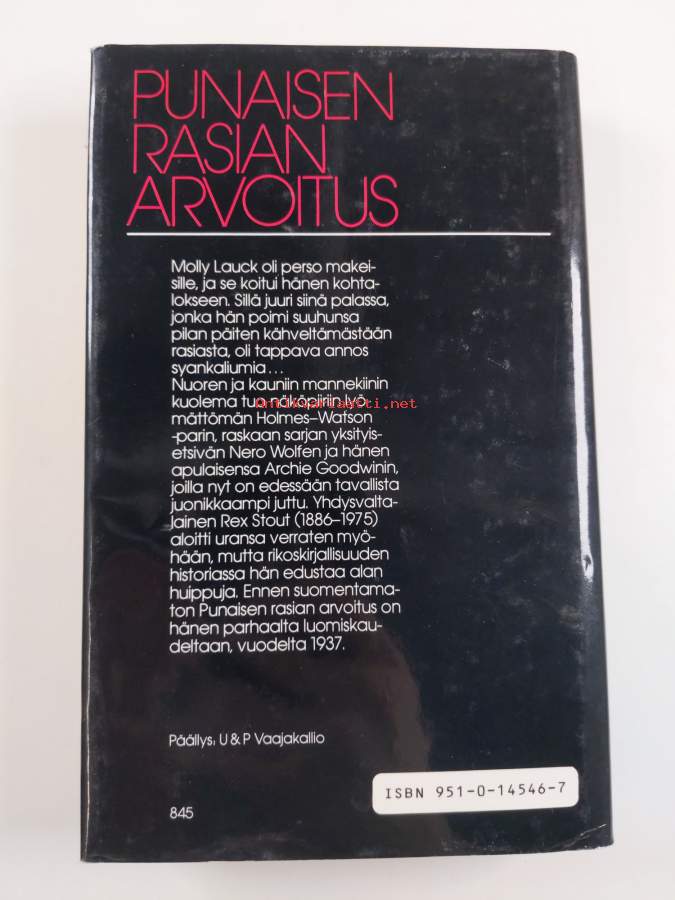 PUNAISEN
RASIAN
ARVOITUS
Molly Lauck oli perso makei-
sille, ja se koitui hänen kohta-
lokseen. Sillä juuri siinä palassa,
jonka hän poimi suuhunsa
pilan päiten kähveltämästään
rasiasta, oli tappava annos
syankaliumia...
Nuoren ja kauniin mannekiinin
kuolema tuo näköpiiriin lyö-
antikvariaatti.net
mättömän Holmes–Watson
-parin, raskaan sarjan yksityis-
etsivän Nero Wolfen ja hänen
apulaisensa Archie Goodwinin,
joilla nyt on edessään tavallista
juonikkaampi juttu. Yhdysvalta-
lainen Rex Stout (1886–1975)
aloitti uransa verraten myö-
hään, mutta rikoskirjallisuuden
historiassa hän edustaa alan
huippuja. Ennen suomentama-
ton Punaisen rasian arvoitus on
hänen parhaalta luomiskau-
deltaan, vuodelta 1937.
Päällys: U & P Vaajakallio
ISBN 951-0-14546-7
845